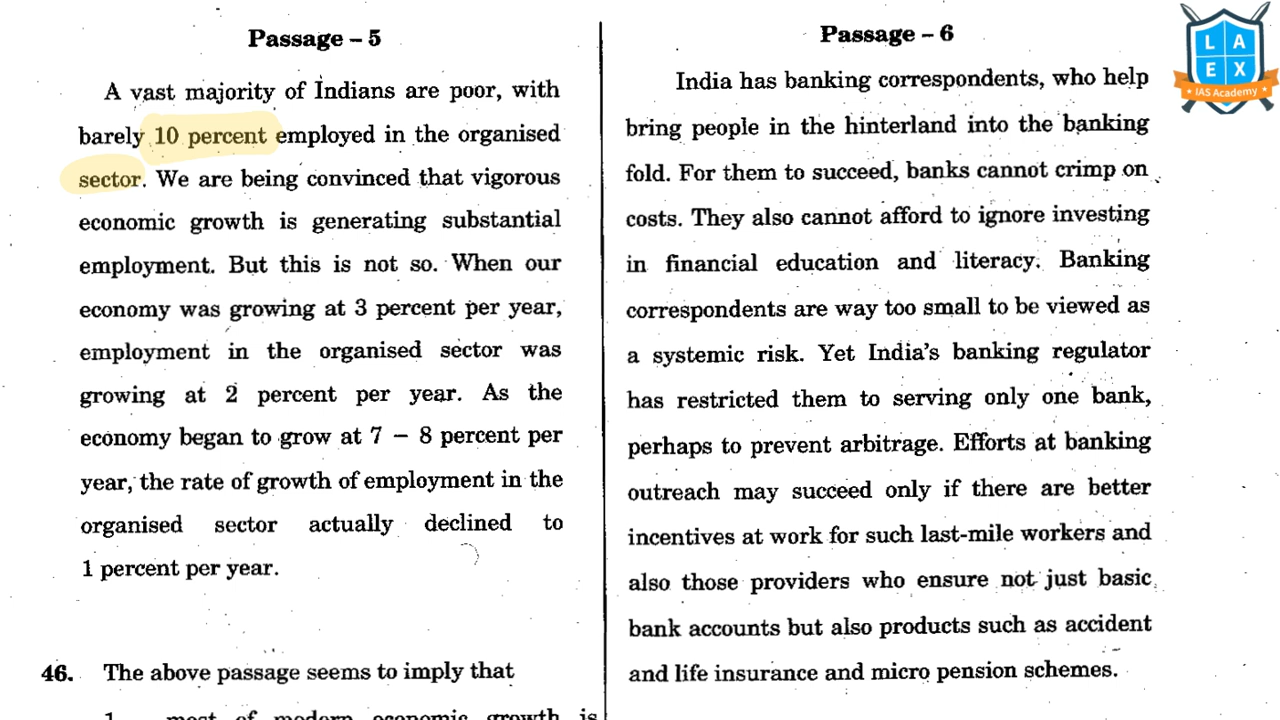 Passage – 5
A vast majority of Indians are poor, with
barely 10 percent employed in the organised
sector. We are being convinced that vigorous
economic growth is generating substantial
employment. But this is not so. When our
economy was growing at 3 percent per year,
employment in the organised sector was
growing at 2 percent per year. As the
economy began to grow at 7 – 8 percent per
year, the rate of growth of employment in the
organised sector actually declined to
1 percent per year.
46. The above passage seems to imply that
1. most of modern economic growth is
Passage – 6
India has banking correspondents, who help
bring people in the hinterland into the banking
fold. For them to succeed, banks cannot crimp on
costs. They also cannot afford to ignore investing
in financial education and literacy. Banking
correspondents are way too small to be viewed as
a systemic risk. Yet India's banking regulator
has restricted them to serving only one bank,
perhaps to prevent arbitrage. Efforts at banking
outreach may succeed only if there are better
incentives at work for such last-mile workers and
also those providers who ensure not just basic
bank accounts but also products such as accident
and life insurance and micro pension schemes.
L A
E X
IAS Academy